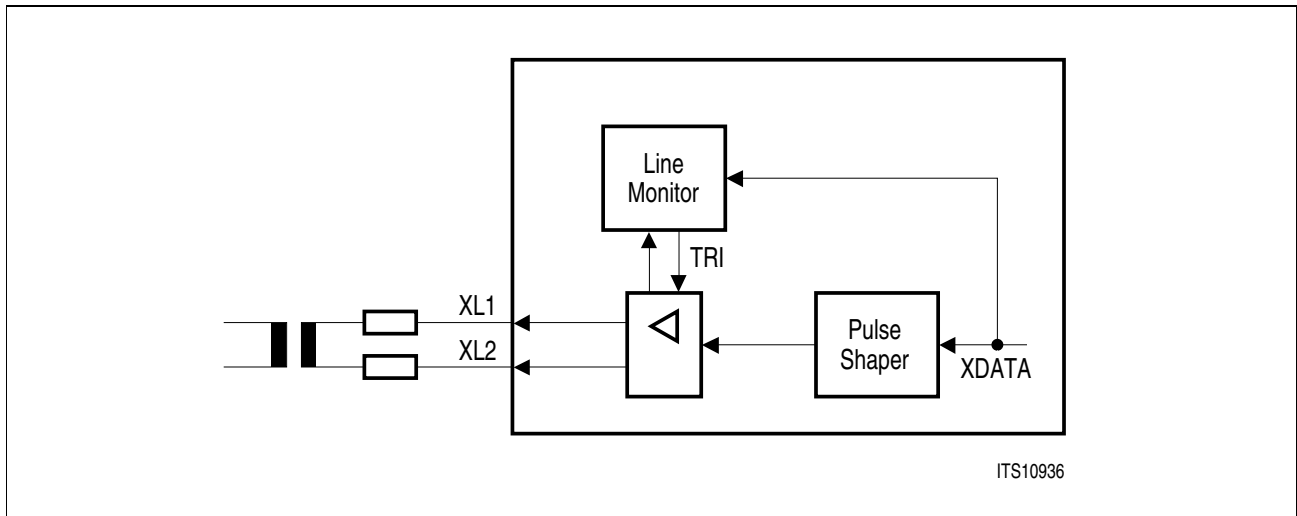 Line
Monitor
TRI
XL1
XL2
Pulse
Shaper
XDATA
ITS10936